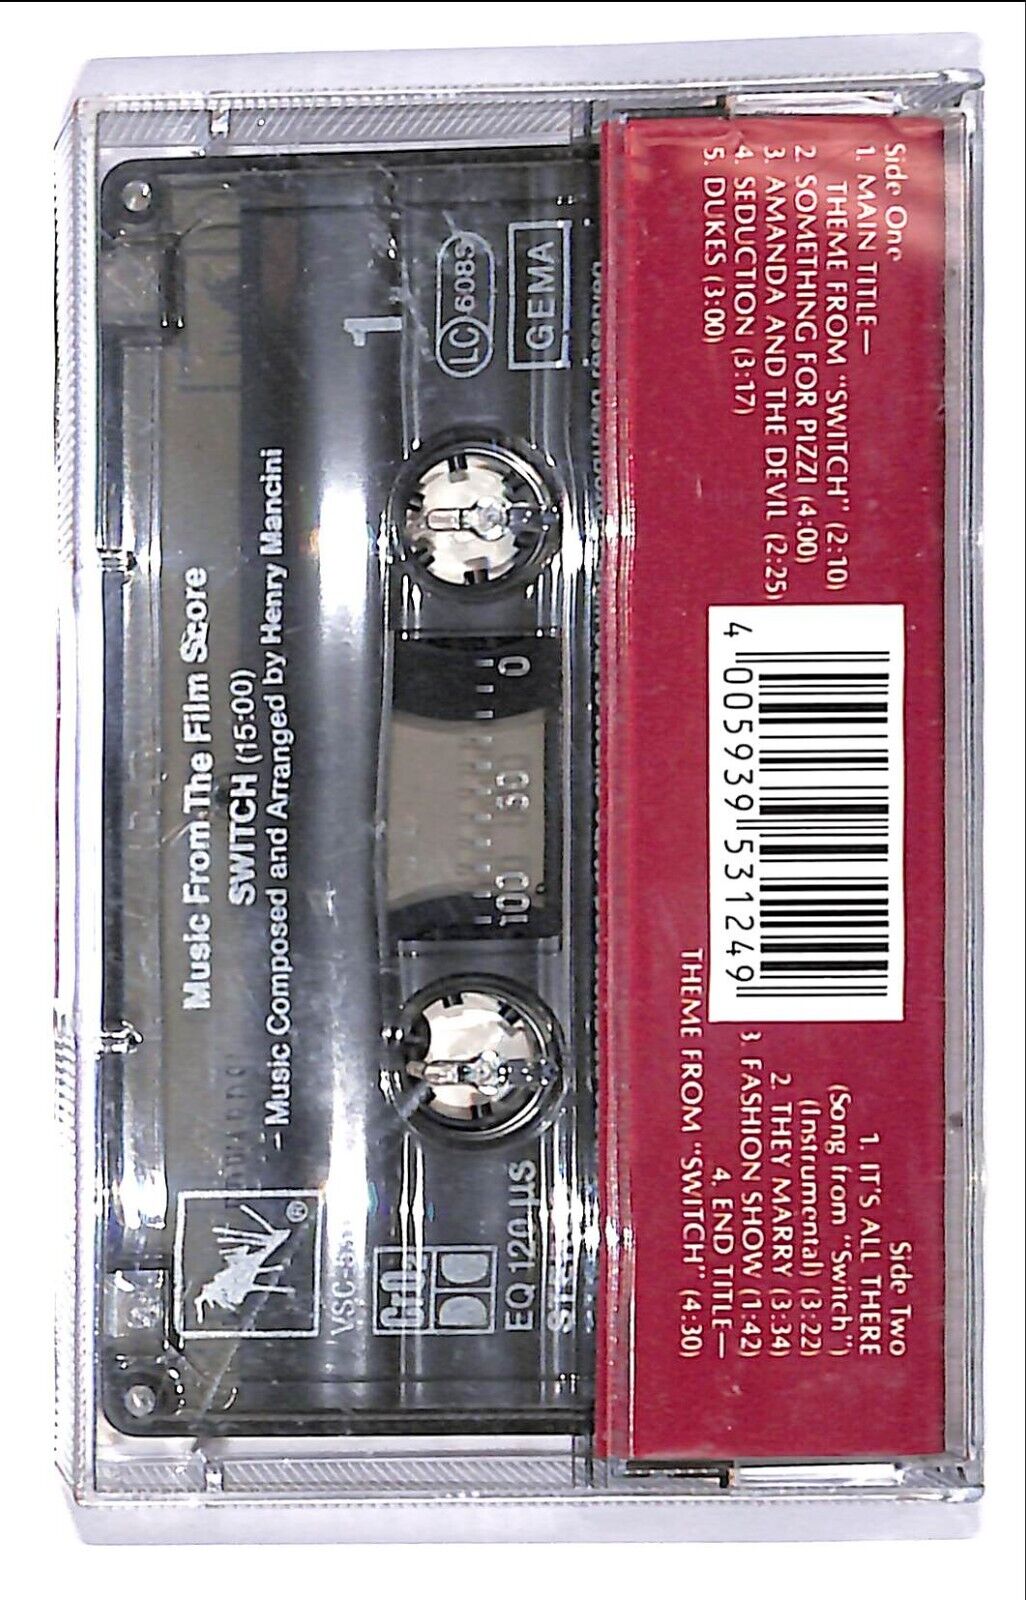 Side One
1. MAIN TITLE—
THEME FROM "SWITCH" (2:10)
2. SOMETHING FOR PIZZI (4:00)
3. AMANDA AND THE DEVIL (2:25)
4. SEDUCTION (3:17)
5. DUKES (3:00)
4 005939 531249
Side Two
1. IT'S ALL THERE
(Song from "Switch")
(Instrumental) (3:22)
2. THEY MARRY (3:34)
3. FASHION SHOW (1:42)
4. END TITLE—
THEME FROM "SWITCH" (4:30)
GEMA
LC 6083
1
0
50
100
EQ 120 µS
Music From The Film Score
SWITCH (15:00)
Music Composed and Arranged by Henry Mancini
®